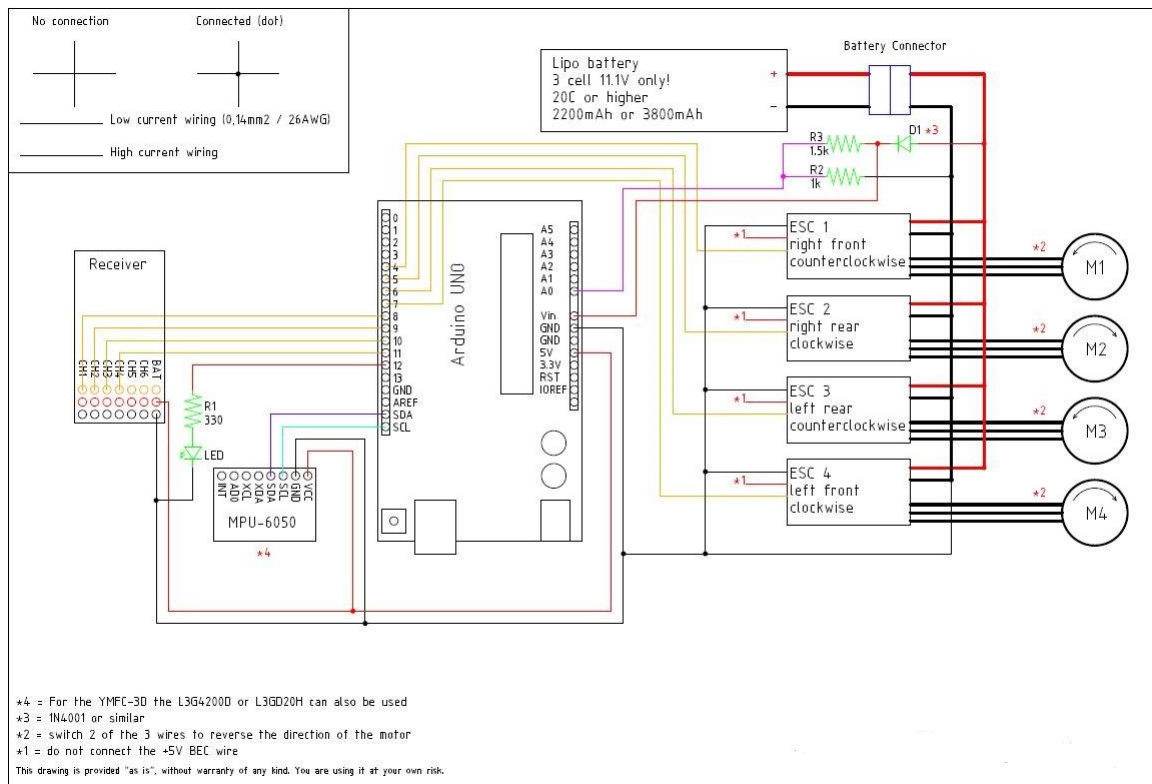 No connection
Connected (dot)
Low current wiring (0,14mm2 / 26AWG)
High current wiring
Lipo battery
3 cell 11.1V only!
20C or higher
2200mAh or 3800mAh
+
-
Battery Connector
R3
1.5k
D1 *3
R2
1k
Receiver
CH1
CH2
CH3
CH4
CH5
CH6
BAT
R1
330
LED
INT
AD0
XCL
XDA
SDA
SCL
GND
VCC
MPU-6050
*4
Arduino UNO
0
1
2
3
4
5
6
7
8
9
10
11
12
13
GND
AREF
SDA
SCL
A5
A4
A3
A2
A1
A0
Vin
GND
GND
5V
3.3V
RST
IOREF
*1
ESC 1
right front
counterclockwise
*2
M1
*1
ESC 2
right rear
clockwise
*2
M2
*1
ESC 3
left rear
counterclockwise
*2
M3
*1
ESC 4
left front
clockwise
*2
M4
*4 = For the YMFC-3D the L3G4200D or L3GD20H can also be used
*3 = 1N4001 or similar
*2 = switch 2 of the 3 wires to reverse the direction of the motor
*1 = do not connect the +5V BEC wire
This drawing is provided "as is", without warranty of any kind. You are using it at your own risk.